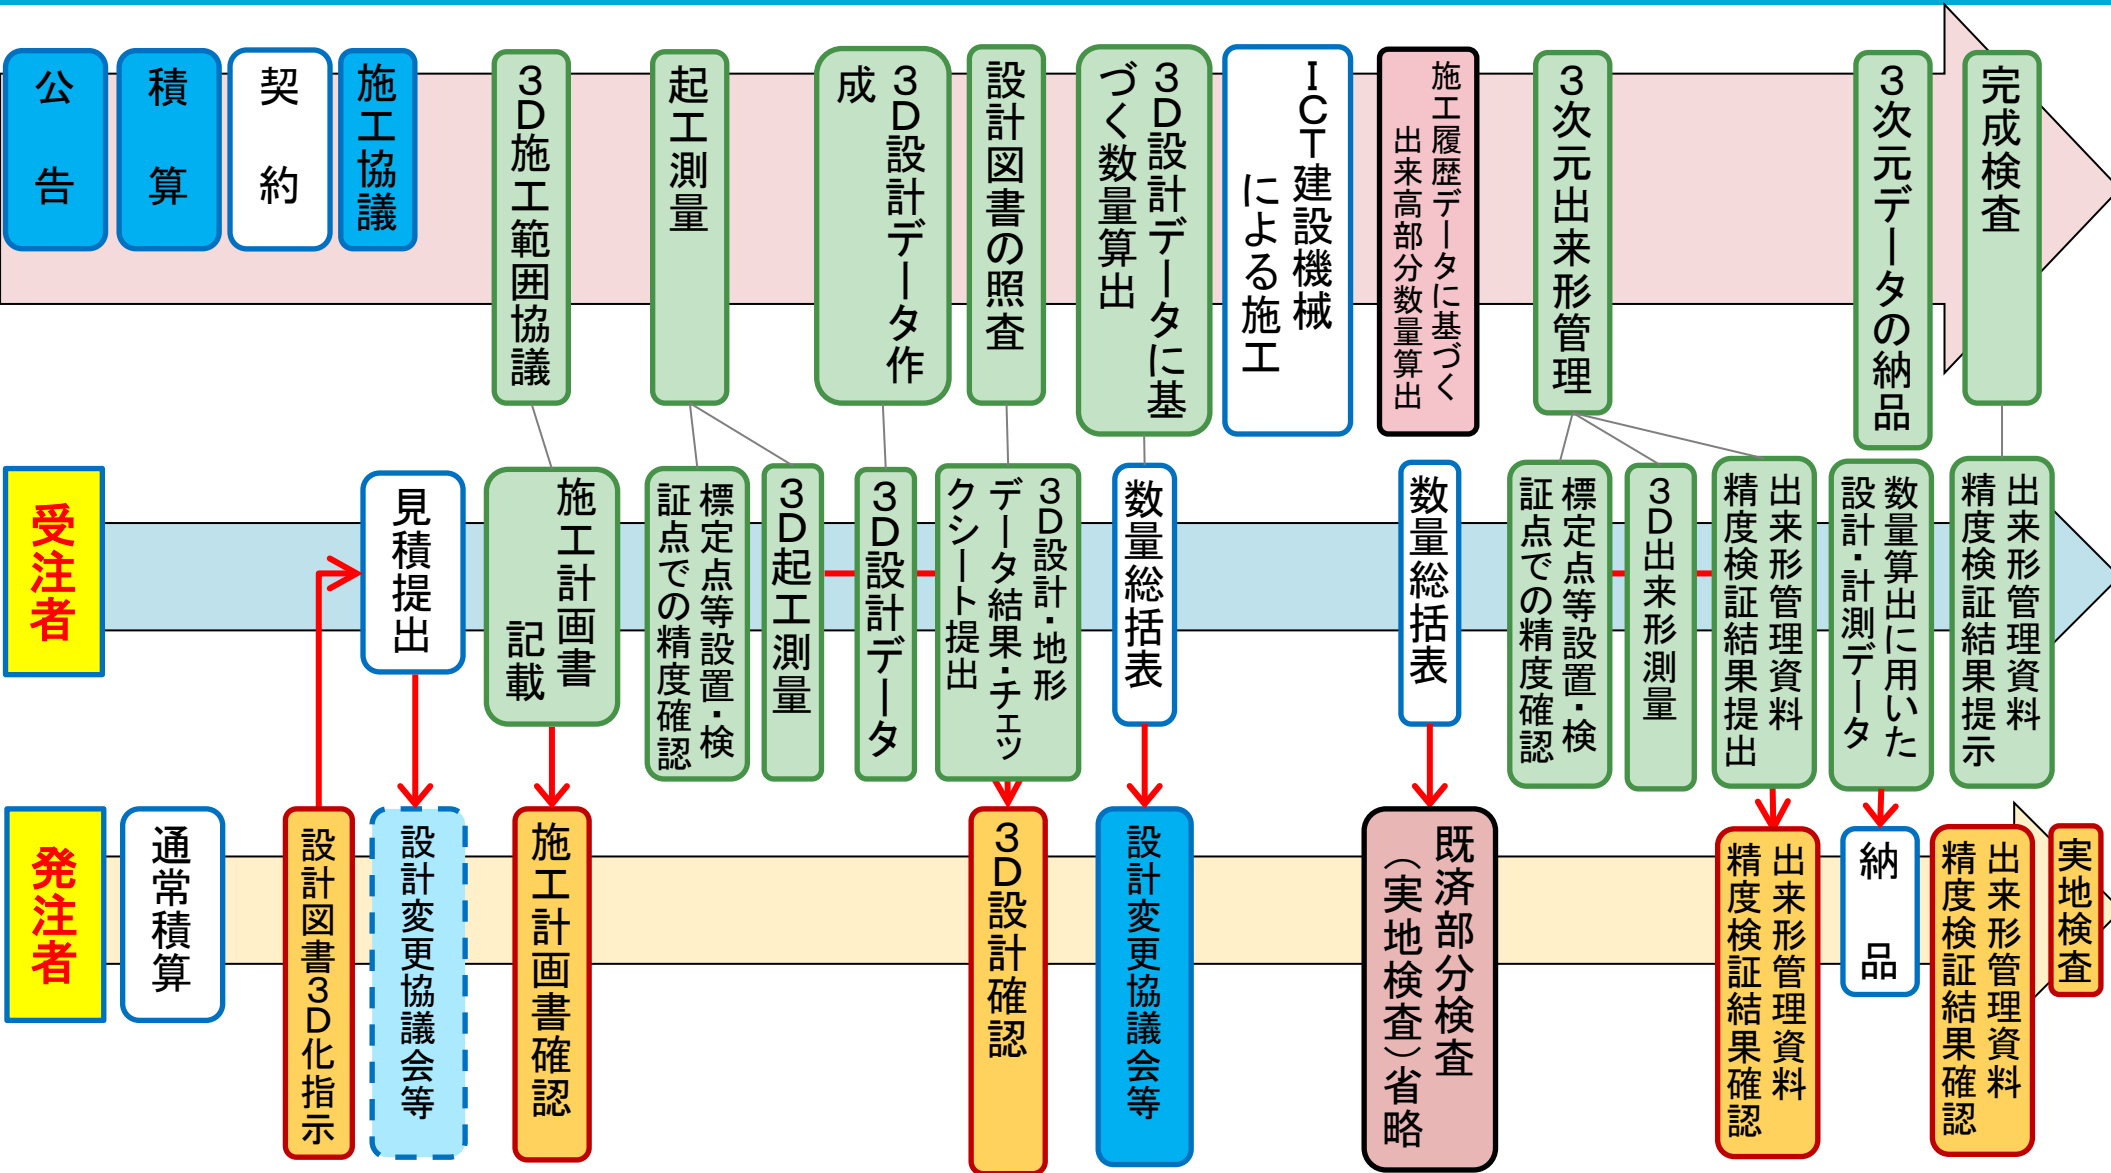 公告
積算
契約
施工協議
3D施工範囲協議
起工測量
3D設計データ作
成
設計図書の照査
3D設計データに基
づく数量算出
ICT建設機械
による施工
施工履歴データに基づく
出来高部分数量算出
3次元出来形管理
3次元データの納品
完成検査
受注者
見積提出
施工計画書
記載
標定点等設置・検
証点での精度確認
3D起工測量
3D設計データ
3D設計・地形
データ結果・チェッ
クシート提出
数量総括表
数量総括表
標定点等設置・検
証点での精度確認
3D出来形測量
出来形管理資料
精度検証結果提出
数量算出に用いた
設計・計測データ
出来形管理資料
精度検証結果提示
発注者
通常積算
設計図書3D化指示
設計変更協議会等
施工計画書確認
3D設計確認
設計変更協議会等
既済部分検査
(実地検査)省略
出来形管理資料
精度検証結果確認
納品
出来形管理資料
精度検証結果確認
実地検査